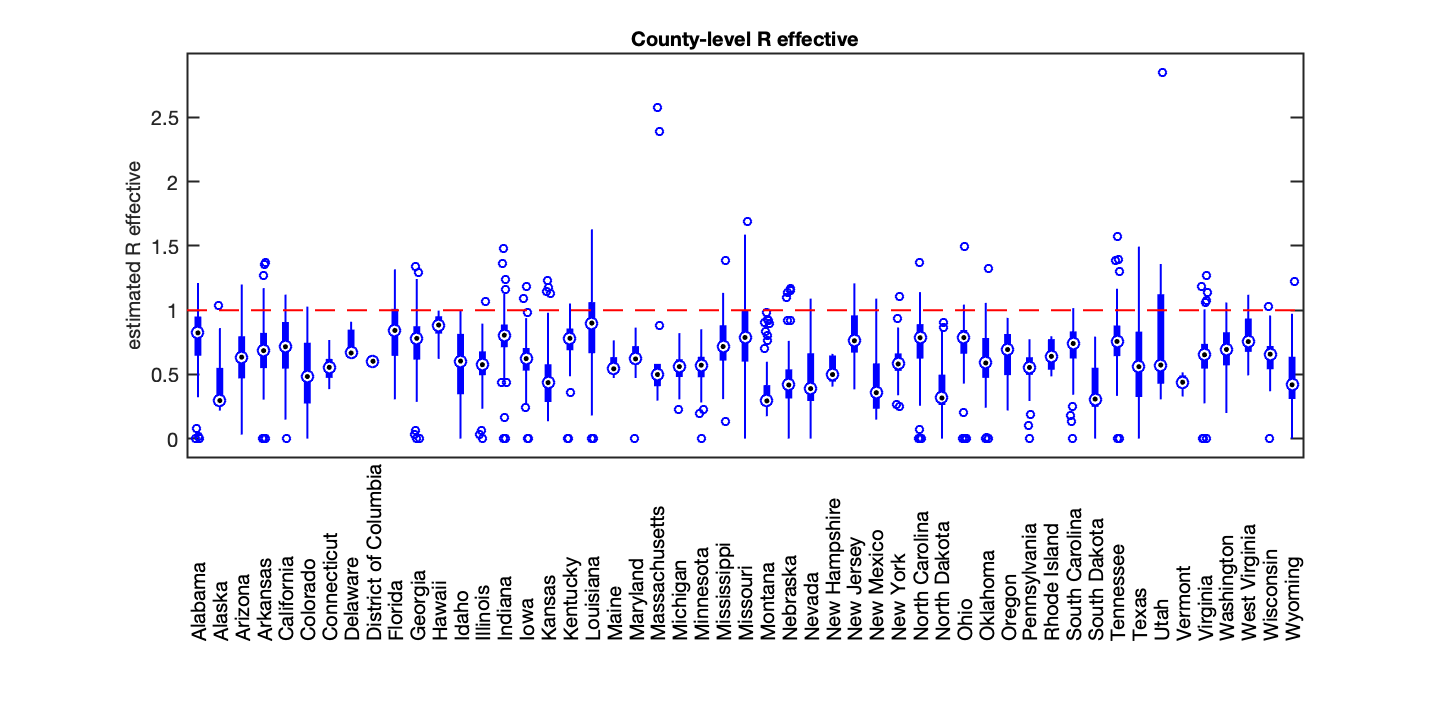 County-level R effective
estimated R effective
2.5
2
1.5
1
0.5
0
Alabama
Alaska
Arizona
Arkansas
California
Colorado
Connecticut
Delaware
District of Columbia
Florida
Georgia
Hawaii
Idaho
Illinois
Indiana
Iowa
Kansas
Kentucky
Louisiana
Maine
Maryland
Massachusetts
Michigan
Minnesota
Mississippi
Missouri
Montana
Nebraska
Nevada
New Hampshire
New Jersey
New Mexico
New York
North Carolina
North Dakota
Ohio
Oklahoma
Oregon
Pennsylvania
Rhode Island
South Carolina
South Dakota
Tennessee
Texas
Utah
Vermont
Virginia
Washington
West Virginia
Wisconsin
Wyoming